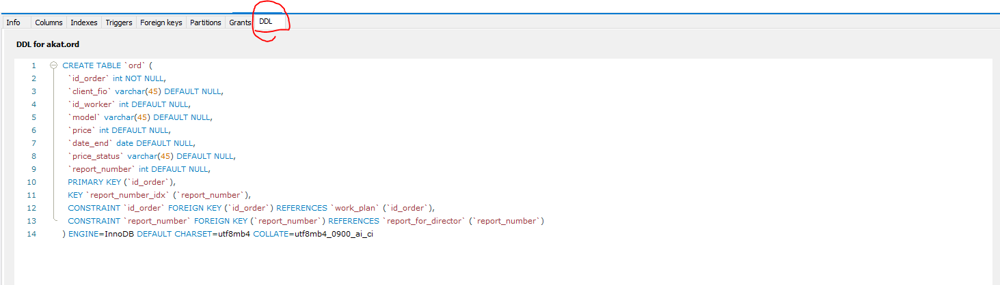 Info Columns Indexes Triggers Foreign keys Partitions Grants DDL
DDL for akat.ord
1 CREATE TABLE `ord` (
2 `id_order` int NOT NULL,
3 `client_fio` varchar(45) DEFAULT NULL,
4 `id_worker` int DEFAULT NULL,
5 `model` varchar(45) DEFAULT NULL,
6 `price` int DEFAULT NULL,
7 `date_end` date DEFAULT NULL,
8 `price_status` varchar(45) DEFAULT NULL,
9 `report_number` int DEFAULT NULL,
10 PRIMARY KEY (`id_order`),
11 KEY `report_number_idx` (`report_number`),
12 CONSTRAINT `id_order` FOREIGN KEY (`id_order`) REFERENCES `work_plan` (`id_order`),
13 CONSTRAINT `report_number` FOREIGN KEY (`report_number`) REFERENCES `report_for_director` (`report_number`)
14 ) ENGINE=InnoDB DEFAULT CHARSET=utf8mb4 COLLATE=utf8mb4_0900_ai_ci